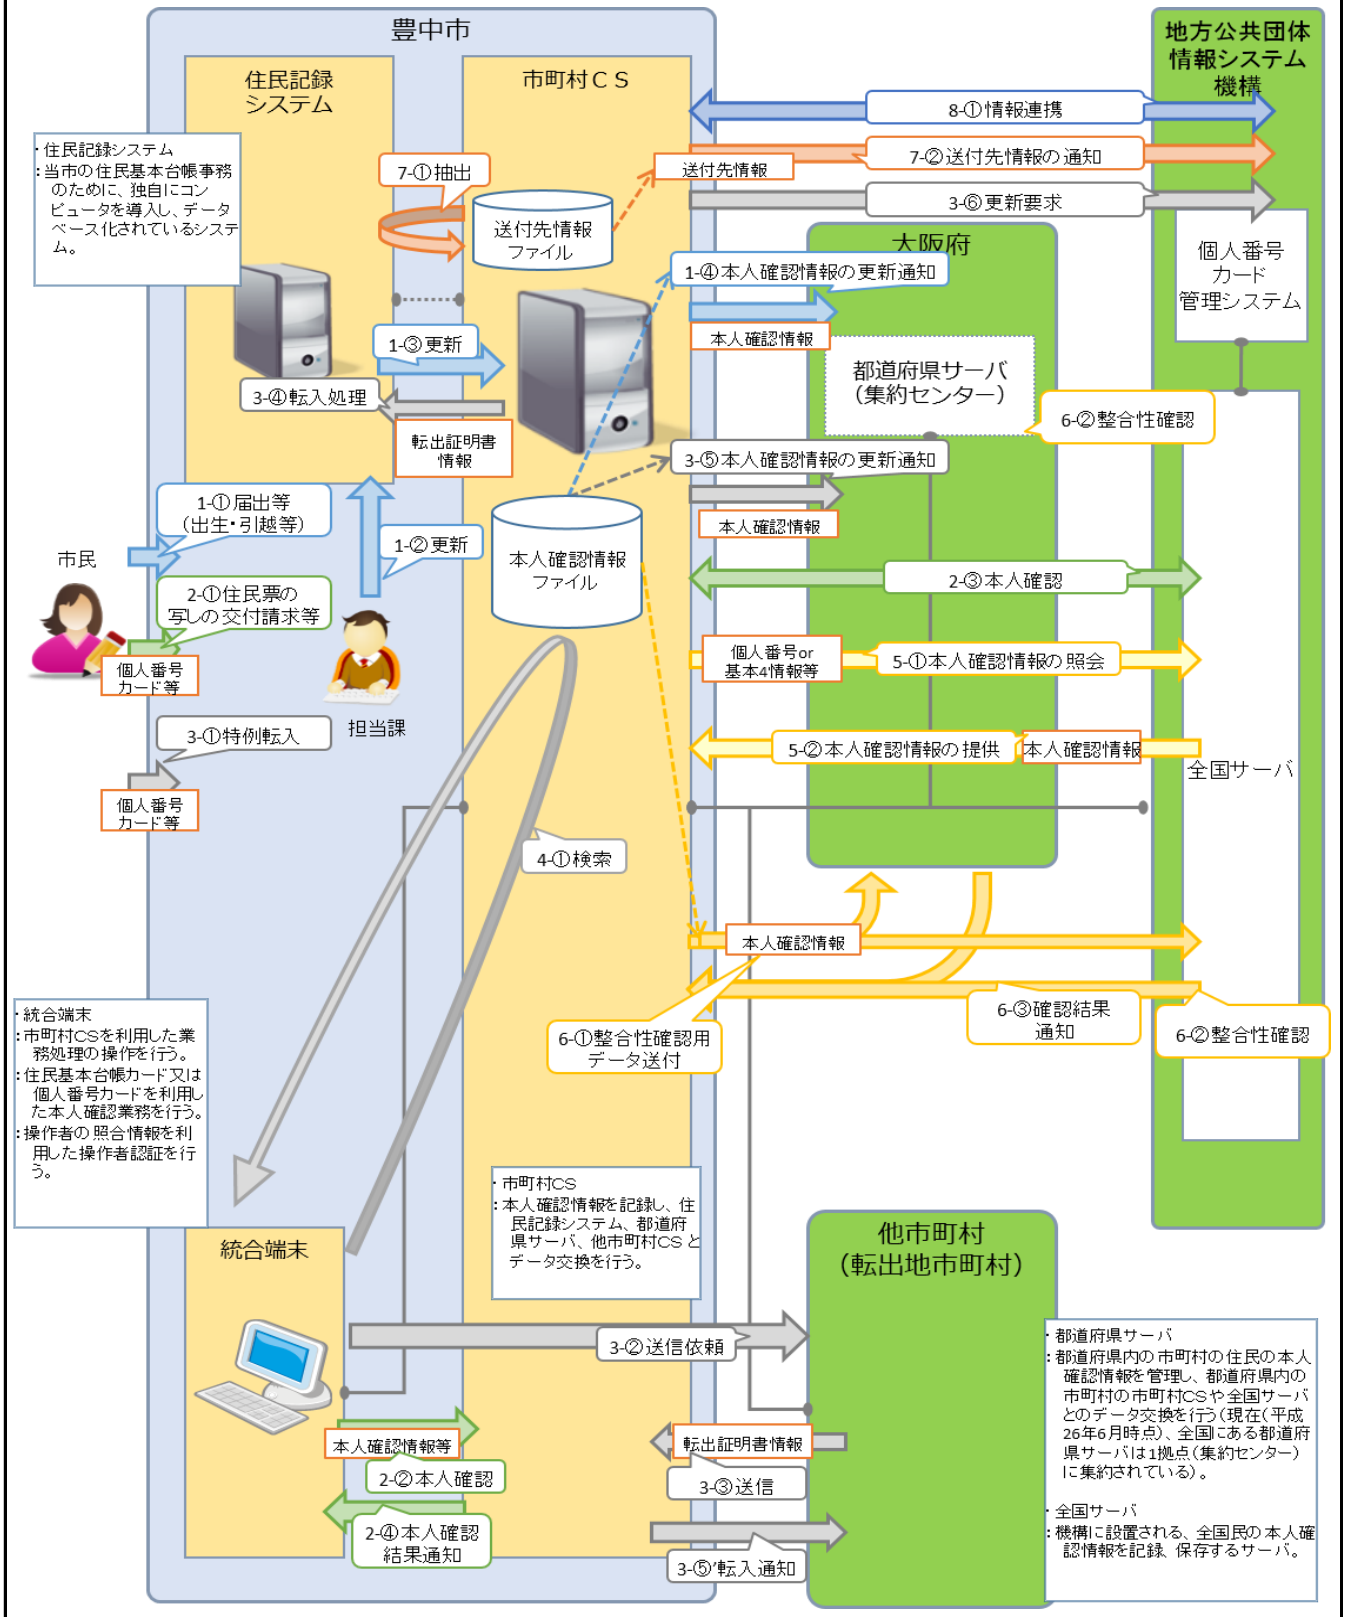 豊中市
地方公共団体
情報システム
機構
住民記録
システム
市町村ＣＳ
8-①情報連携
7-②送付先情報の通知
送付先情報
3-⑥更新要求
・住民記録システム
：当市の住民基本台帳事務
のために、独自にコン
ピュータを導入し、データ
ベース化されているシステ
ム。
7-①抽出
送付先情報
ファイル
大阪府
個人番号
カード
管理システム
1-④本人確認情報の更新通知
本人確認情報
1-③更新
都道府県サーバ
（集約センター）
3-④転入処理
転出証明書
情報
6-②整合性確認
3-⑤本人確認情報の更新通知
本人確認情報
1-①届出等
（出生・引越等）
1-②更新
本人確認情報
ファイル
市民
2-③本人確認
2-①住民票の
写しの交付請求等
個人番号
カード等
個人番号or
基本4情報等
5-①本人確認情報の照会
担当課
3-①特例転入
個人番号
カード等
5-②本人確認情報の提供
本人確認情報
全国サーバ
4-①検索
本人確認情報
6-①整合性確認用
データ送付
6-③確認結果
通知
6-②整合性確認
・統合端末
：市町村CSを利用した業
務処理の操作を行う。
：住民基本台帳カード又は
個人番号カードを利用し
た本人確認業務を行う。
：操作者の照合情報を利
用した操作者認証を行
う。
・市町村CS
：本人確認情報を記録し、住
民記録システム、都道府
県サーバ、他市町村CSと
データ交換を行う。
統合端末
他市町村
（転出地市町村）
3-②送信依頼
本人確認情報等
2-②本人確認
転出証明書情報
3-③送信
2-④本人確認
結果通知
3-⑤’転入通知
・都道府県サーバ
：都道府県内の市町村の住民の本人
確認情報を管理し、都道府県内の
市町村の市町村CSや全国サーバ
とのデータ交換を行う（現在（平成
26年6月時点）、全国にある都道府
県サーバは1拠点（集約センター）
に集約されている）。
・全国サーバ
：機構に設置される、全国民の本人確
認情報を記録、保存するサーバ。